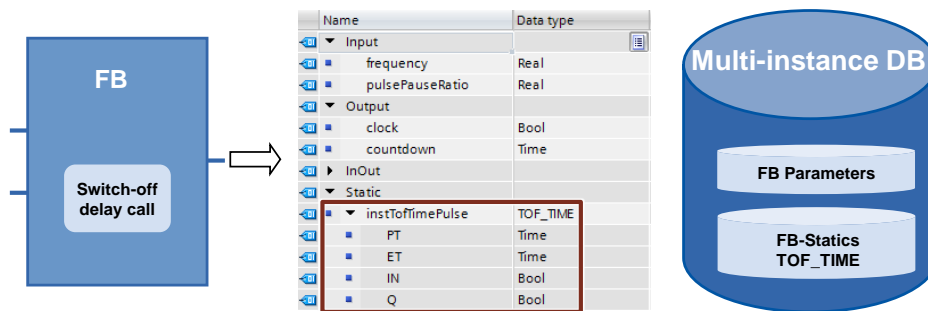 FB
Switch-off
delay call
Name Data type
Input
frequency Real
pulsePauseRatio Real
Output
clock Bool
countdown Time
InOut
Static
instTofTimePulse TOF_TIME
PT Time
ET Time
IN Bool
Q Bool
Multi-instance DB
FB Parameters
FB-Statics
TOF_TIME